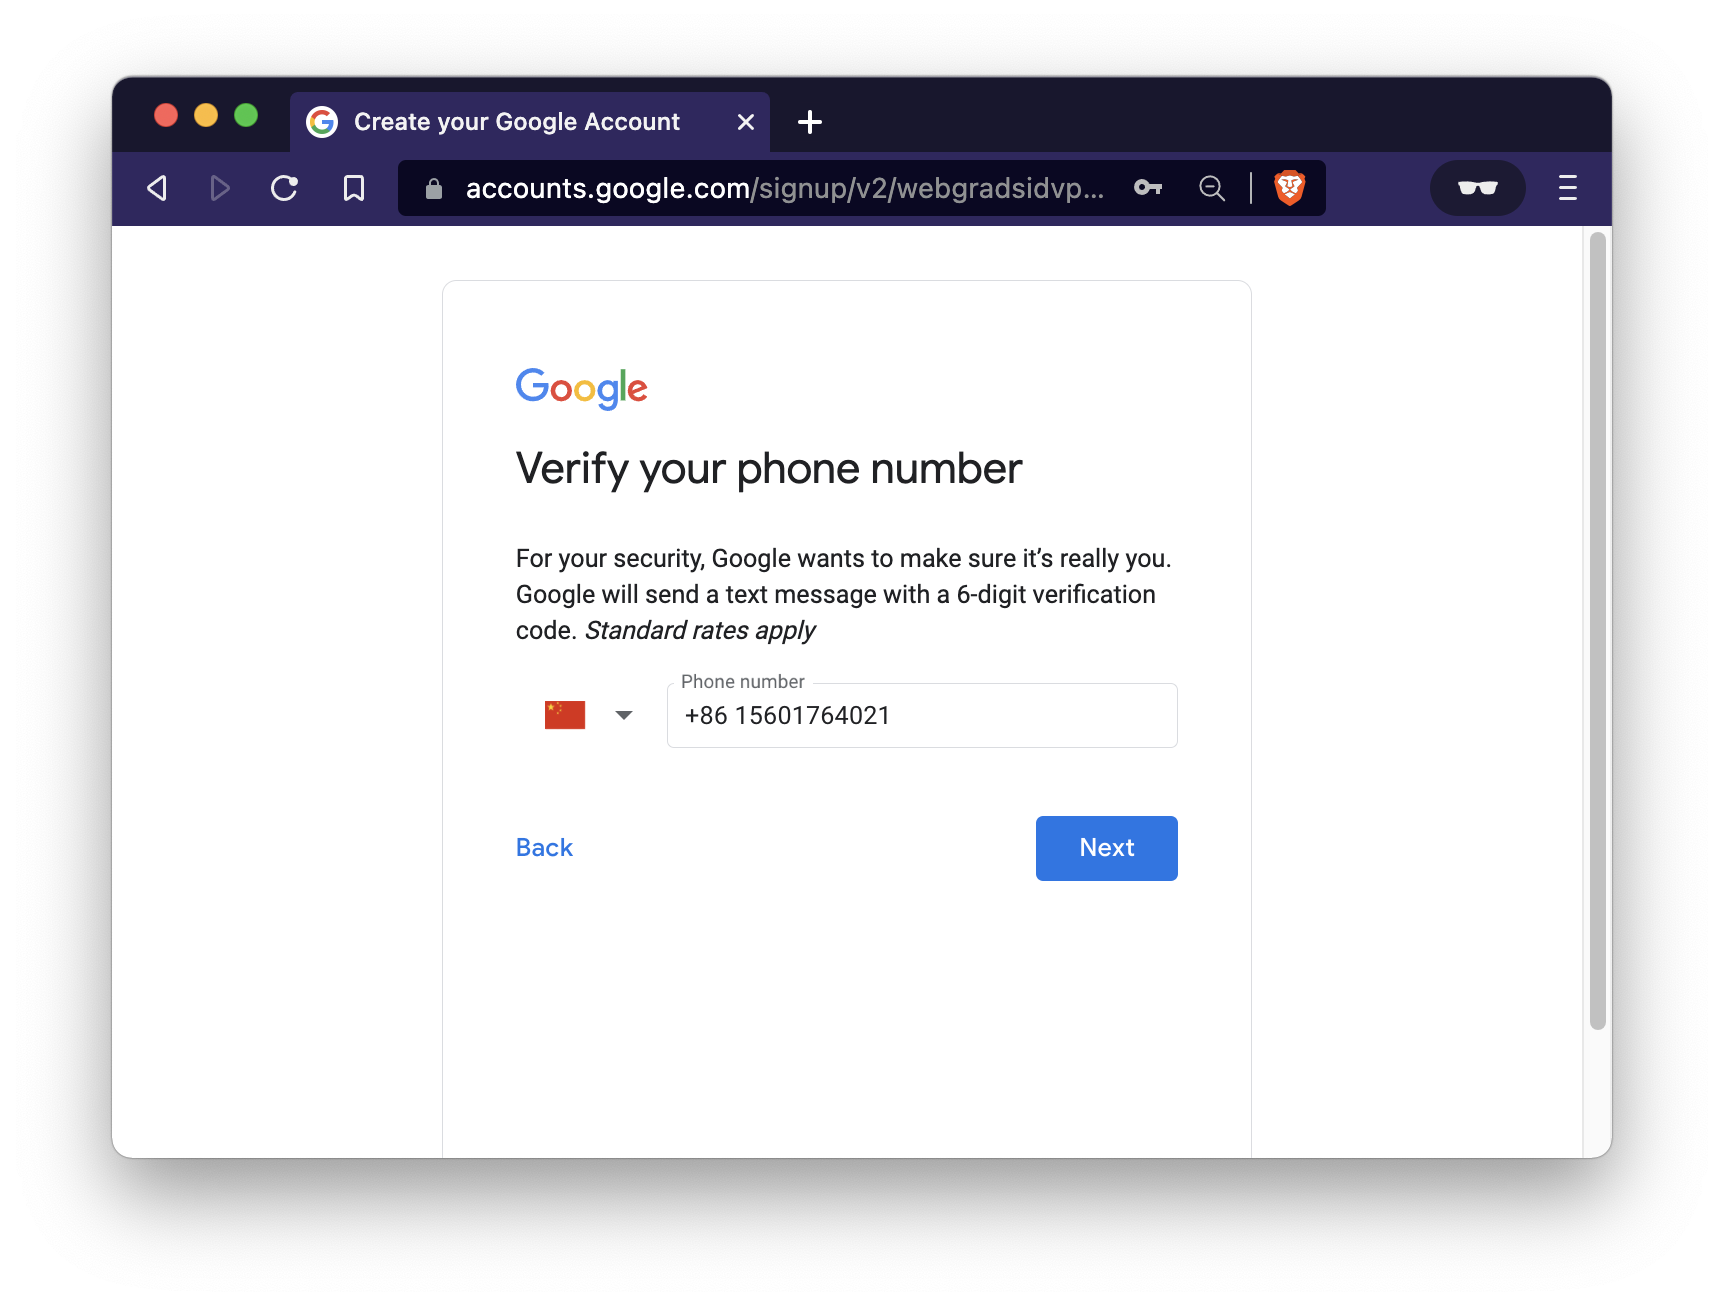 Create your Google Account
accounts.google.com/signup/v2/webgradsidvp...
Google
Verify your phone number
For your security, Google wants to make sure it’s really you.
Google will send a text message with a 6-digit verification
code. Standard rates apply
Phone number
+86 15601764021
Back
Next